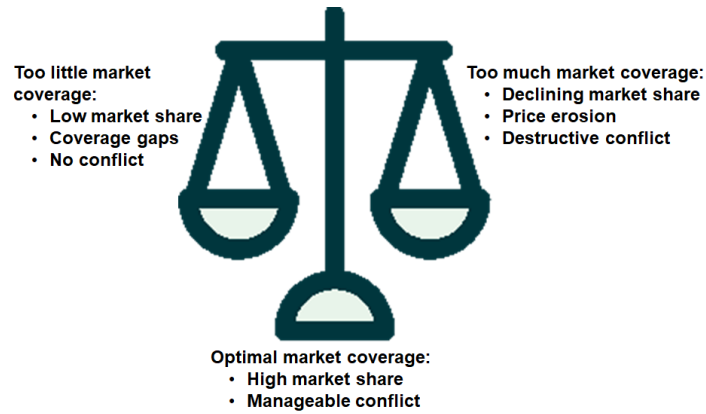 Too little market
coverage:
• Low market share
• Coverage gaps
• No conflict
Too much market coverage:
• Declining market share
• Price erosion
• Destructive conflict
Optimal market coverage:
• High market share
• Manageable conflict